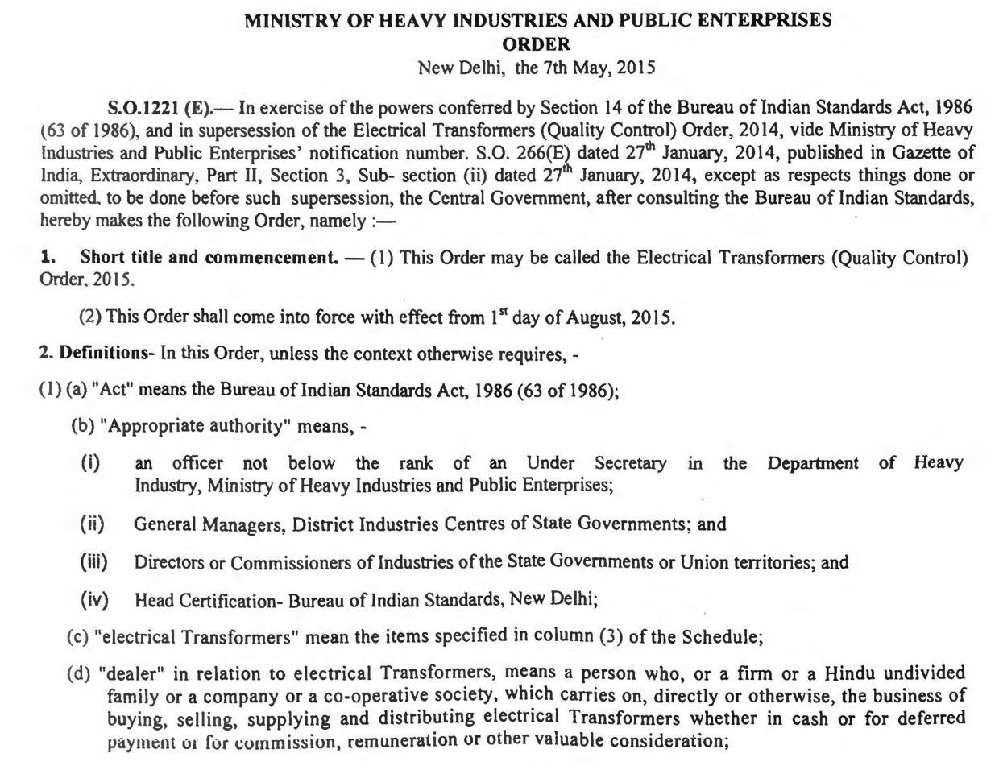 MINISTRY OF HEAVY INDUSTRIES AND PUBLIC ENTERPRISES
ORDER
New Delhi, the 7th May, 2015
S.O.1221 (E).— In exercise of the powers conferred by Section 14 of the Bureau of Indian Standards Act, 1986
(63 of 1986), and in supersession of the Electrical Transformers (Quality Control) Order, 2014, vide Ministry of Heavy
Industries and Public Enterprises' notification number. S.O. 266(E) dated 27th January, 2014, published in Gazette of
India, Extraordinary, Part II, Section 3, Sub- section (ii) dated 27th January, 2014, except as respects things done or
omitted, to be done before such supersession, the Central Government, after consulting the Bureau of Indian Standards,
hereby makes the following Order, namely :—
1. Short title and commencement. — (1) This Order may be called the Electrical Transformers (Quality Control)
Order, 2015.
(2) This Order shall come into force with effect from 1st day of August, 2015.
2. Definitions- In this Order, unless the context otherwise requires, -
(1) (a) "Act" means the Bureau of Indian Standards Act, 1986 (63 of 1986);
(b) "Appropriate authority" means, -
(i) an officer not below the rank of an Under Secretary in the Department of Heavy
Industry, Ministry of Heavy Industries and Public Enterprises;
(ii) General Managers, District Industries Centres of State Governments; and
(iii) Directors or Commissioners of Industries of the State Governments or Union territories; and
(iv) Head Certification- Bureau of Indian Standards, New Delhi;
(c) "electrical Transformers" mean the items specified in column (3) of the Schedule;
(d) "dealer" in relation to electrical Transformers, means a person who, or a firm or a Hindu undivided
family or a company or a co-operative society, which carries on, directly or otherwise, the business of
buying, selling, supplying and distributing electrical Transformers whether in cash or for deferred
payment or for commission, remuneration or other valuable consideration;